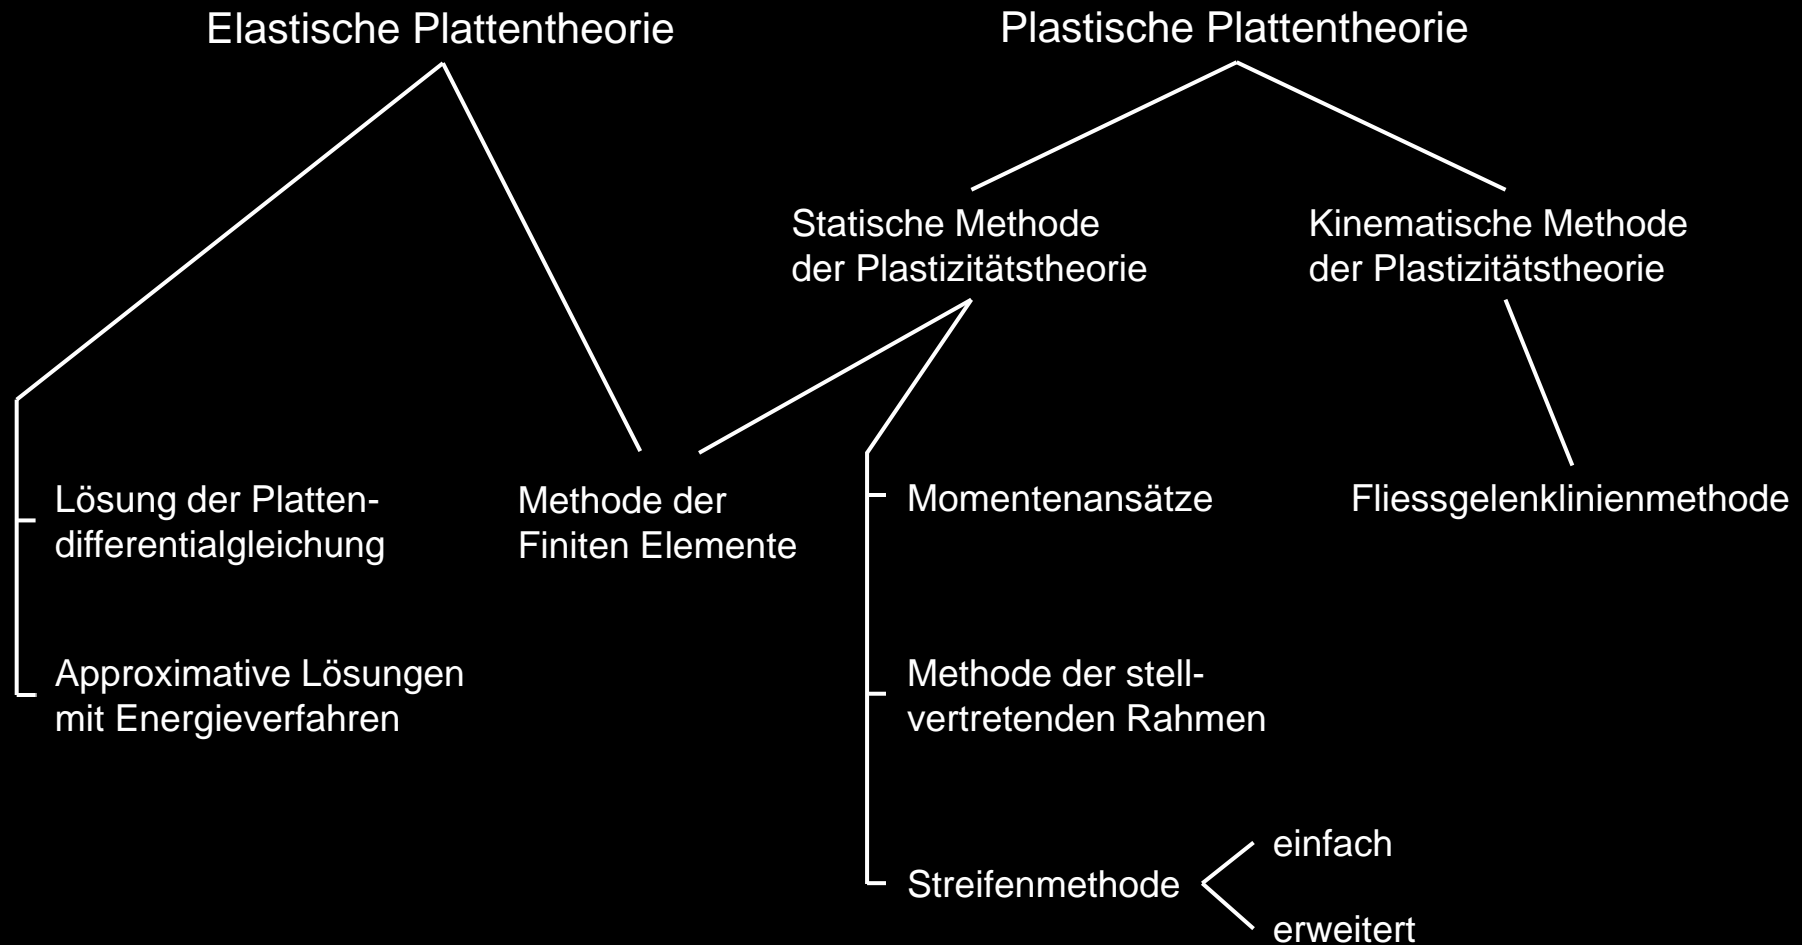 Elastische Plattentheorie
Plastische Plattentheorie
Statische Methode
der Plastizitätstheorie
Kinematische Methode
der Plastizitätstheorie
Lösung der Platten-
differentialgleichung
Methode der
Finiten Elemente
Momentenansätze
Fliessgelenklinienmethode
Approximative Lösungen
mit Energieverfahren
Methode der stell-
vertretenden Rahmen
Streifenmethode
einfach
erweitert